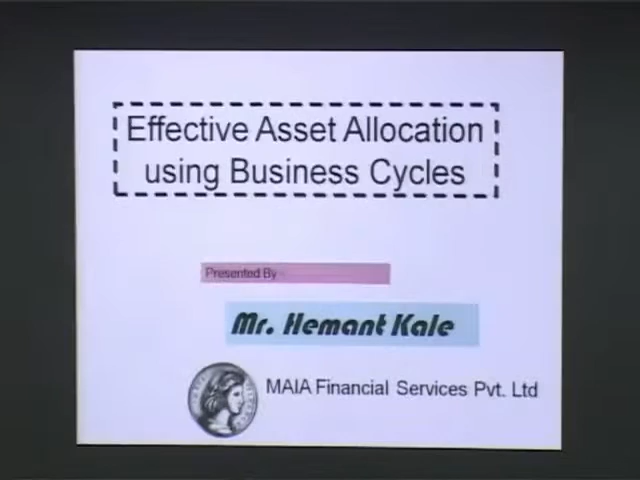 Effective Asset Allocation
using Business Cycles
Presented By -
Mr. Hemant Kale
MAIA Financial Services Pvt. Ltd